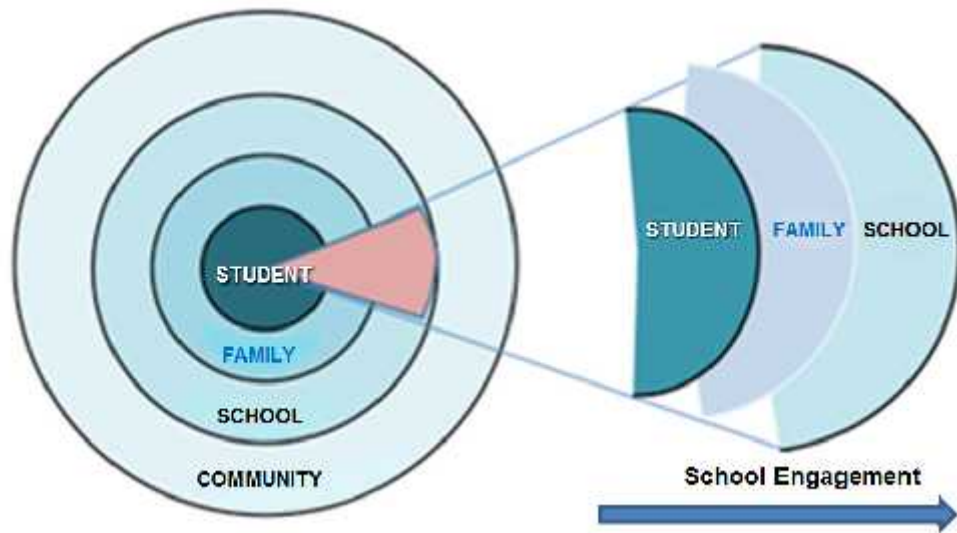 STUDENT
FAMILY
SCHOOL
COMMUNITY
STUDENT FAMILY SCHOOL
School Engagement